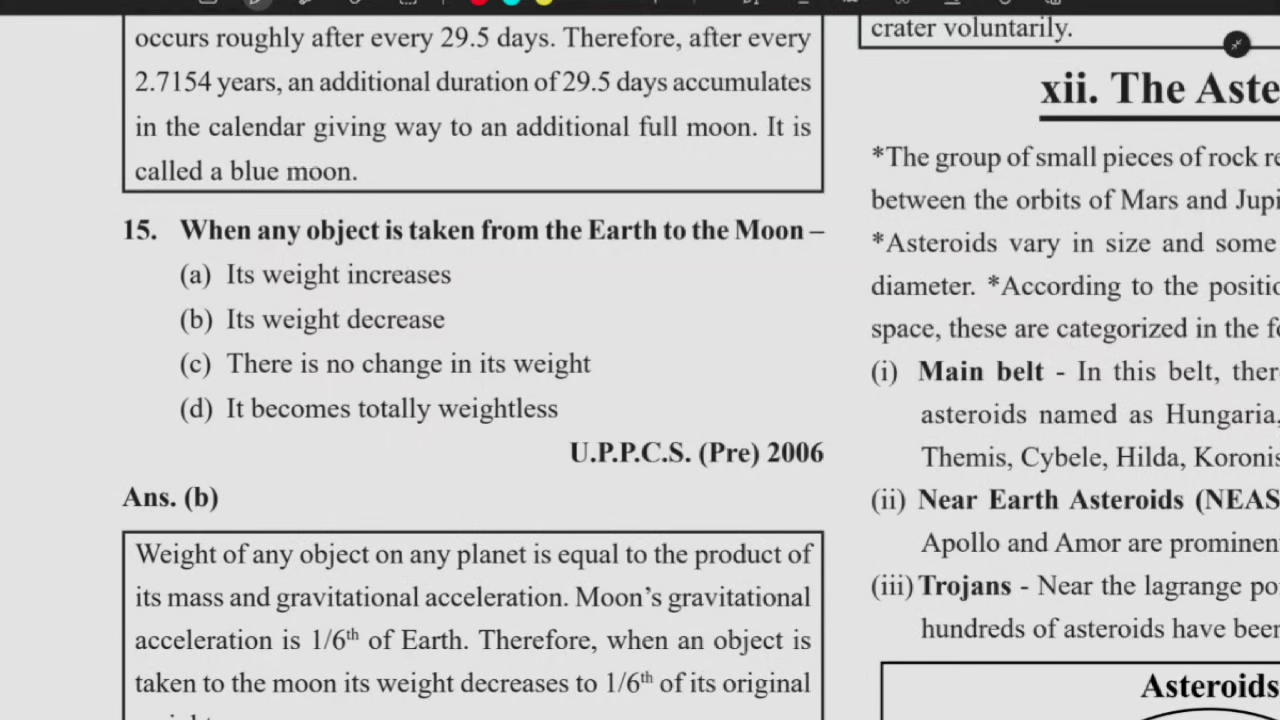 occurs roughly after every 29.5 days. Therefore, after every
2.7154 years, an additional duration of 29.5 days accumulates
in the calendar giving way to an additional full moon. It is
called a blue moon.
15. When any object is taken from the Earth to the Moon –
(a) Its weight increases
(b) Its weight decrease
(c) There is no change in its weight
(d) It becomes totally weightless
U.P.P.C.S. (Pre) 2006
Ans. (b)
Weight of any object on any planet is equal to the product of
its mass and gravitational acceleration. Moon's gravitational
acceleration is 1/6th of Earth. Therefore, when an object is
taken to the moon its weight decreases to 1/6th of its original
crater voluntarily.
xii. The Aste
*The group of small pieces of rock re
between the orbits of Mars and Jupi
*Asteroids vary in size and some
diameter. *According to the positio
space, these are categorized in the fo
(i) Main belt - In this belt, ther
asteroids named as Hungaria,
Themis, Cybele, Hilda, Koronis
(ii) Near Earth Asteroids (NEAS
Apollo and Amor are prominen
(iii) Trojans - Near the lagrange po
hundreds of asteroids have been
Asteroids